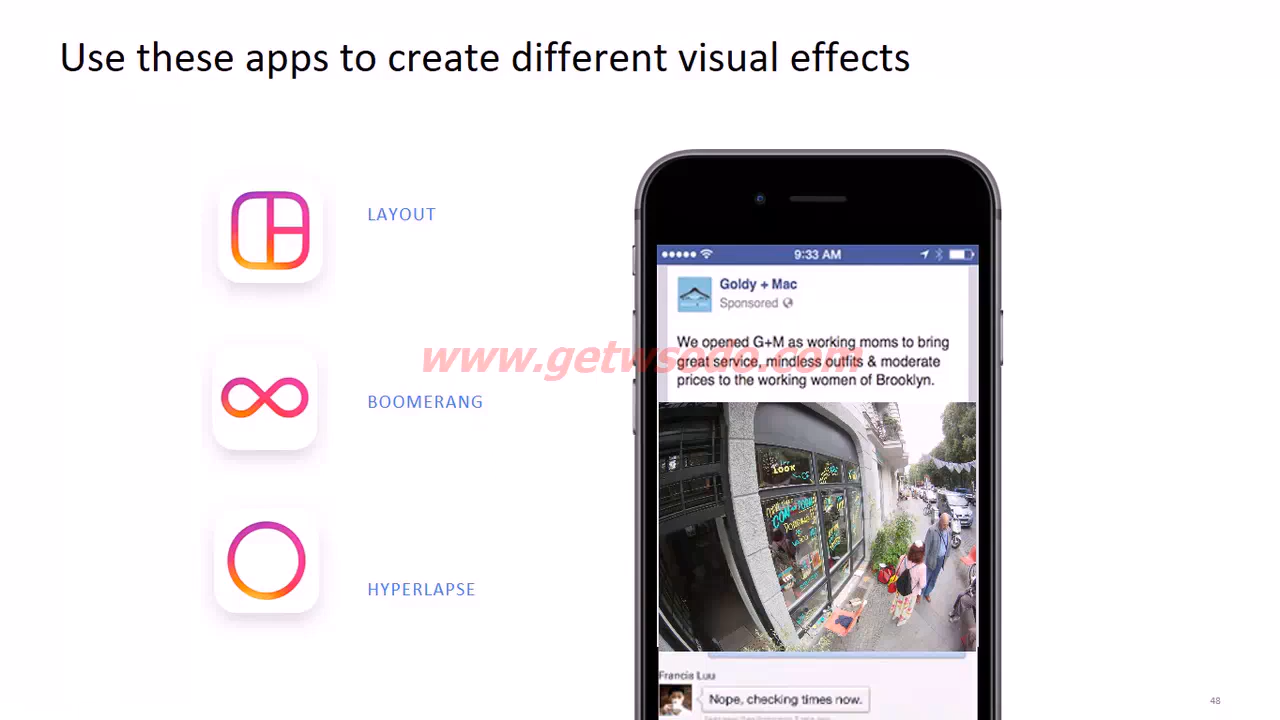 Use these apps to create different visual effects
LAYOUT
BOOMERANG
HYPERLAPSE
www.getwsodo.com
9:33 AM
Goldy + Mac
Sponsored
We opened G+M as working moms to bring
great service, mindless outfits & moderate
prices to the working women of Brooklyn.
look
Francis Luu
Nope, checking times now.
48